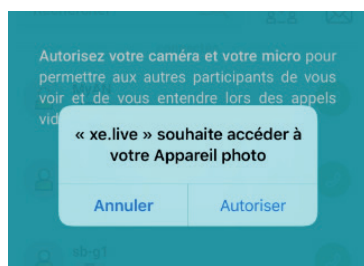 Autorisez votre caméra et votre micro pour
permettre aux autres participants de vous
voir et de vous entendre lors des appels
vid
« xe.live » souhaite accéder à
votre Appareil photo
Annuler
Autoriser
sb-g1